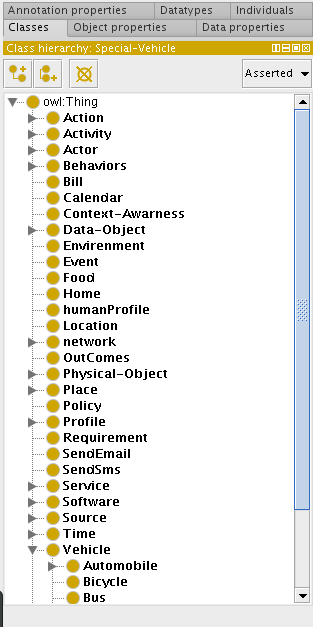 Annotation properties Datatypes Individuals
Classes Object properties Data properties
Class hierarchy: Special-Vehicle
Asserted
owl:Thing
Action
Activity
Actor
Behaviors
Bill
Calendar
Context-Awarness
Data-Object
Envirenment
Event
Food
Home
humanProfile
Location
network
OutComes
Physical-Object
Place
Policy
Profile
Requirement
SendEmail
SendSms
Service
Software
Source
Time
Vehicle
Automobile
Bicycle
Bus